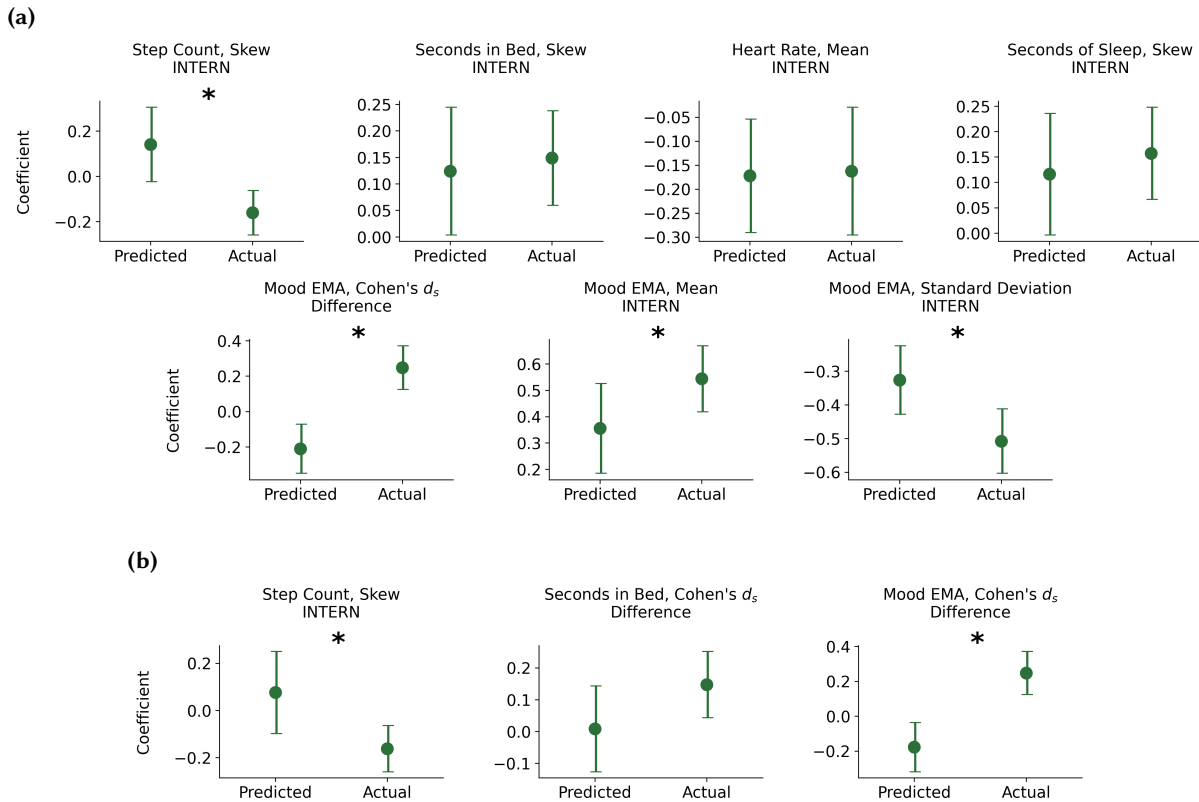 (a)
Step Count, Skew
INTERN
*
Seconds in Bed, Skew
INTERN
Heart Rate, Mean
INTERN
Seconds of Sleep, Skew
INTERN
Coefficient
0.2
0.0
−0.2
Predicted
Actual
0.25
0.20
0.15
0.10
0.05
0.00
Predicted
Actual
−0.05
−0.10
−0.15
−0.20
−0.25
−0.30
Predicted
Actual
0.25
0.20
0.15
0.10
0.05
0.00
Predicted
Actual
Mood EMA, Cohen's ds
Difference
*
Mood EMA, Mean
INTERN
*
Mood EMA, Standard Deviation
INTERN
*
Coefficient
0.4
0.2
0.0
−0.2
Predicted
Actual
0.6
0.5
0.4
0.3
0.2
Predicted
Actual
−0.3
−0.4
−0.5
−0.6
Predicted
Actual
(b)
Step Count, Skew
INTERN
*
Seconds in Bed, Cohen's ds
Difference
Mood EMA, Cohen's ds
Difference
*
Coefficient
0.2
0.0
−0.2
Predicted
Actual
0.2
0.1
0.0
−0.1
Predicted
Actual
0.4
0.2
0.0
−0.2
Predicted
Actual